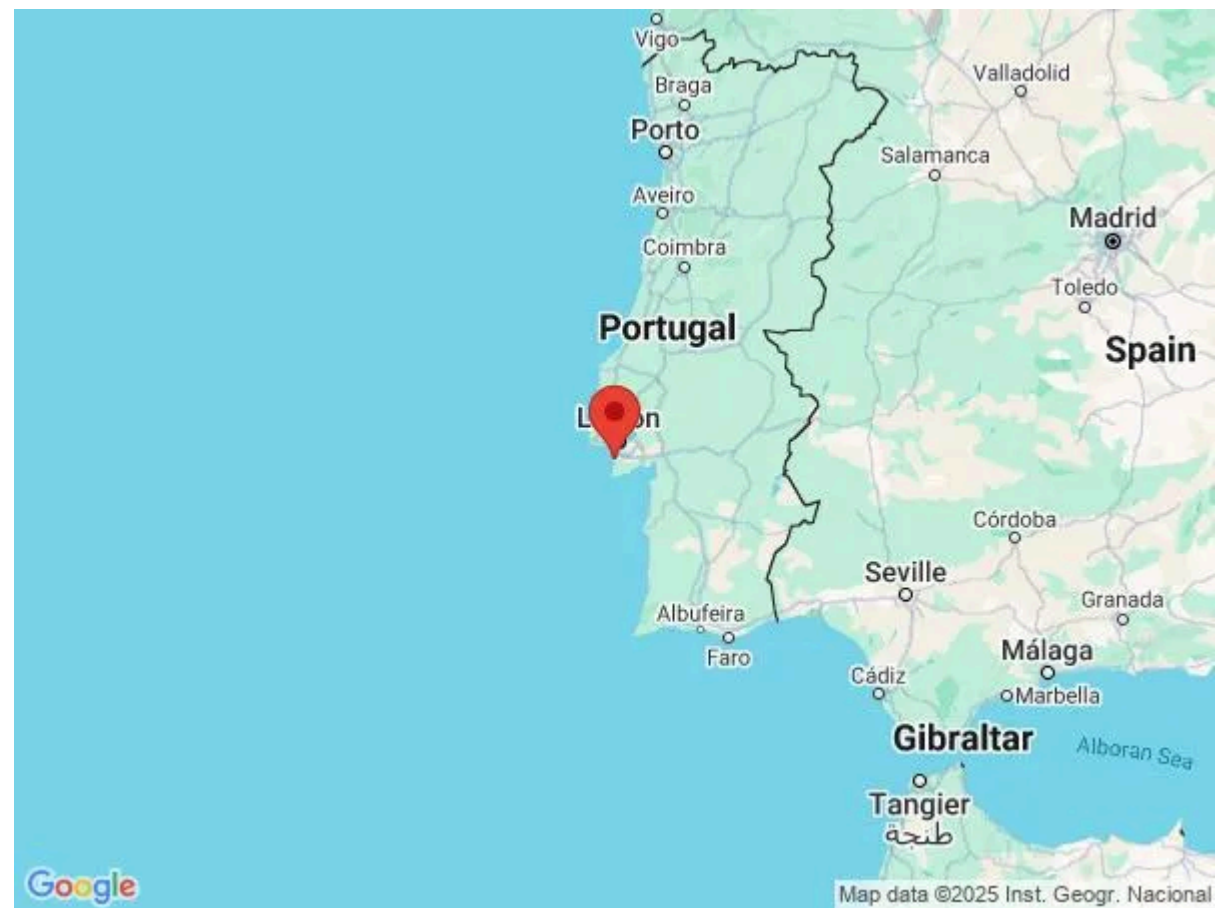 Vigo
Braga
Porto
Aveiro
Coimbra
Portugal
Valladolid
Salamanca
Madrid
Toledo
Spain
Córdoba
Seville
Granada
Albufeira
Faro
Málaga
Cádiz
Marbella
Gibraltar
Alboran Sea
Tangier
طنجة
Google
Map data ©2025 Inst. Geogr. Nacional